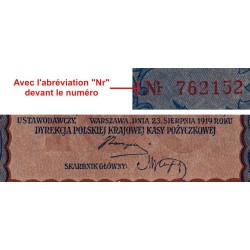 Avec l'abréviation "Nr"
devant le numéro
Nr 762152
USTAWODAWCZY. WARSZAWA, DNIA 23. SIERPNIA 1919 ROKU
DYREKCJA POLSKIEJ KRAJOWEJ KASY POŻYCZKOWEJ
SKARBNIK GŁÓWNY: